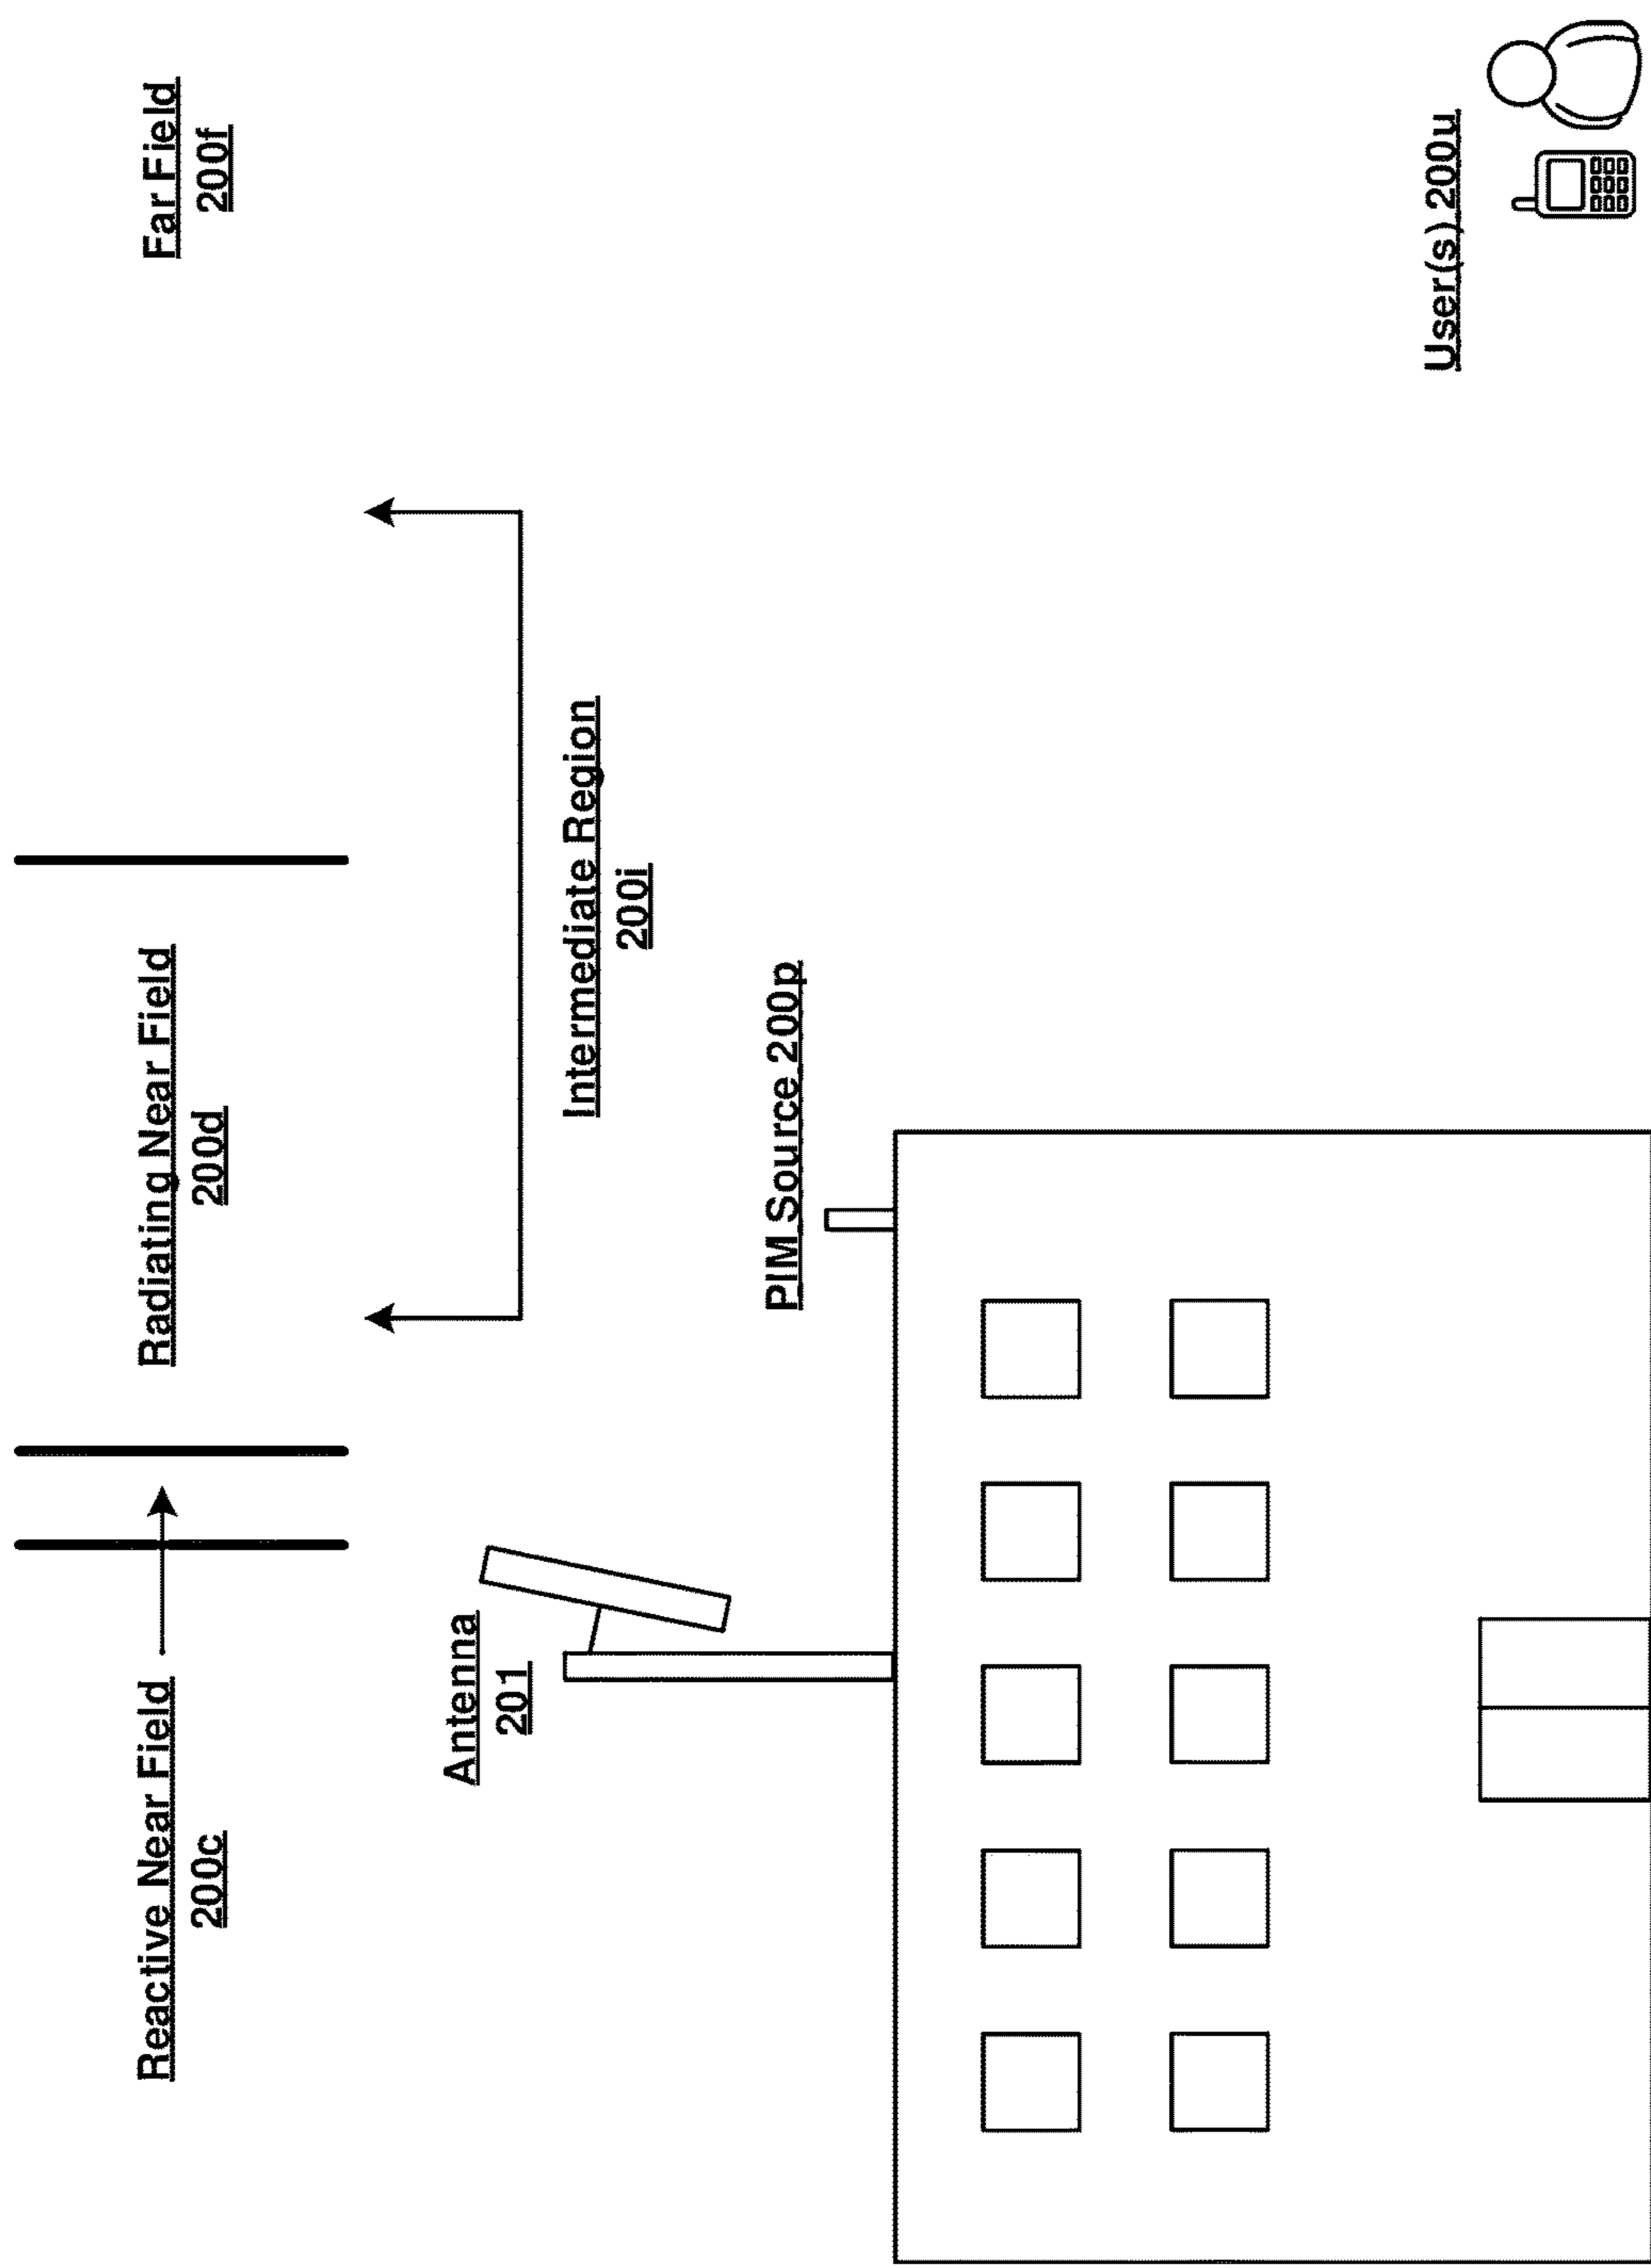 Reactive Near Field
200c
Radiating Near Field
200d
Far Field
200f
Antenna
201
Intermediate Region
200i
PIM Source 200p
User(s) 200u